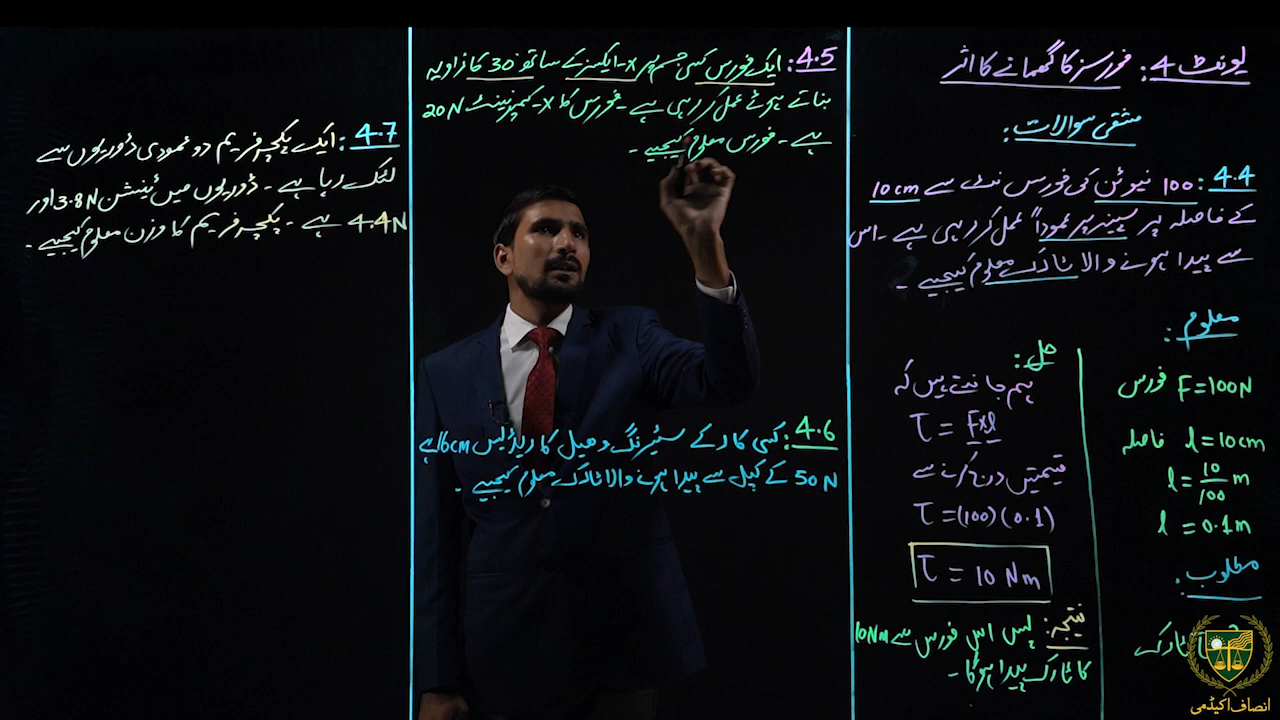 یونٹ 4: فورسز کا گھمانے کا اثر
مشقی سوالات:
4.4: 100 نیوٹن کی فورس نٹ سے 10cm
کے فاصلہ پر سپینر پر عموداً عمل کر رہی ہے۔ اس
سے پیدا ہونے والا ٹارک معلوم کیجیے۔
معلوم:
F=100N فورس
l=10cm فاصلہ
l=10/100 m
l=0.1m
مطلوب:
ٹارک
حل:
ہم جانتے ہیں کہ
τ = F×l
قیمتیں درج کرنے سے
τ=(100)(0.1)
τ = 10 Nm
نتیجہ: پس اس فورس سے 10Nm
کا ٹارک پیدا ہوگا۔
4.5: ایک فورس کسی جسم پر x-ایکسز کے ساتھ 30° کا زاویہ
بناتے ہوئے عمل کر رہی ہے۔ فورس کا x-کمپوننٹ 20N
ہے۔ فورس معلوم کیجیے۔
4.6: کسی کار کے سٹیرنگ وھیل کا ریڈیئس 16cm ہے
50N کے کپل سے پیدا ہونے والا ٹارک معلوم کیجیے۔
4.7: ایک پکچر فریم دو عمودی ڈوریوں سے
لٹک رہا ہے۔ ڈوریوں میں ٹینشن 3.8N اور
4.4N ہے۔ پکچر فریم کا وزن معلوم کیجیے۔
انصاف اکیڈمی